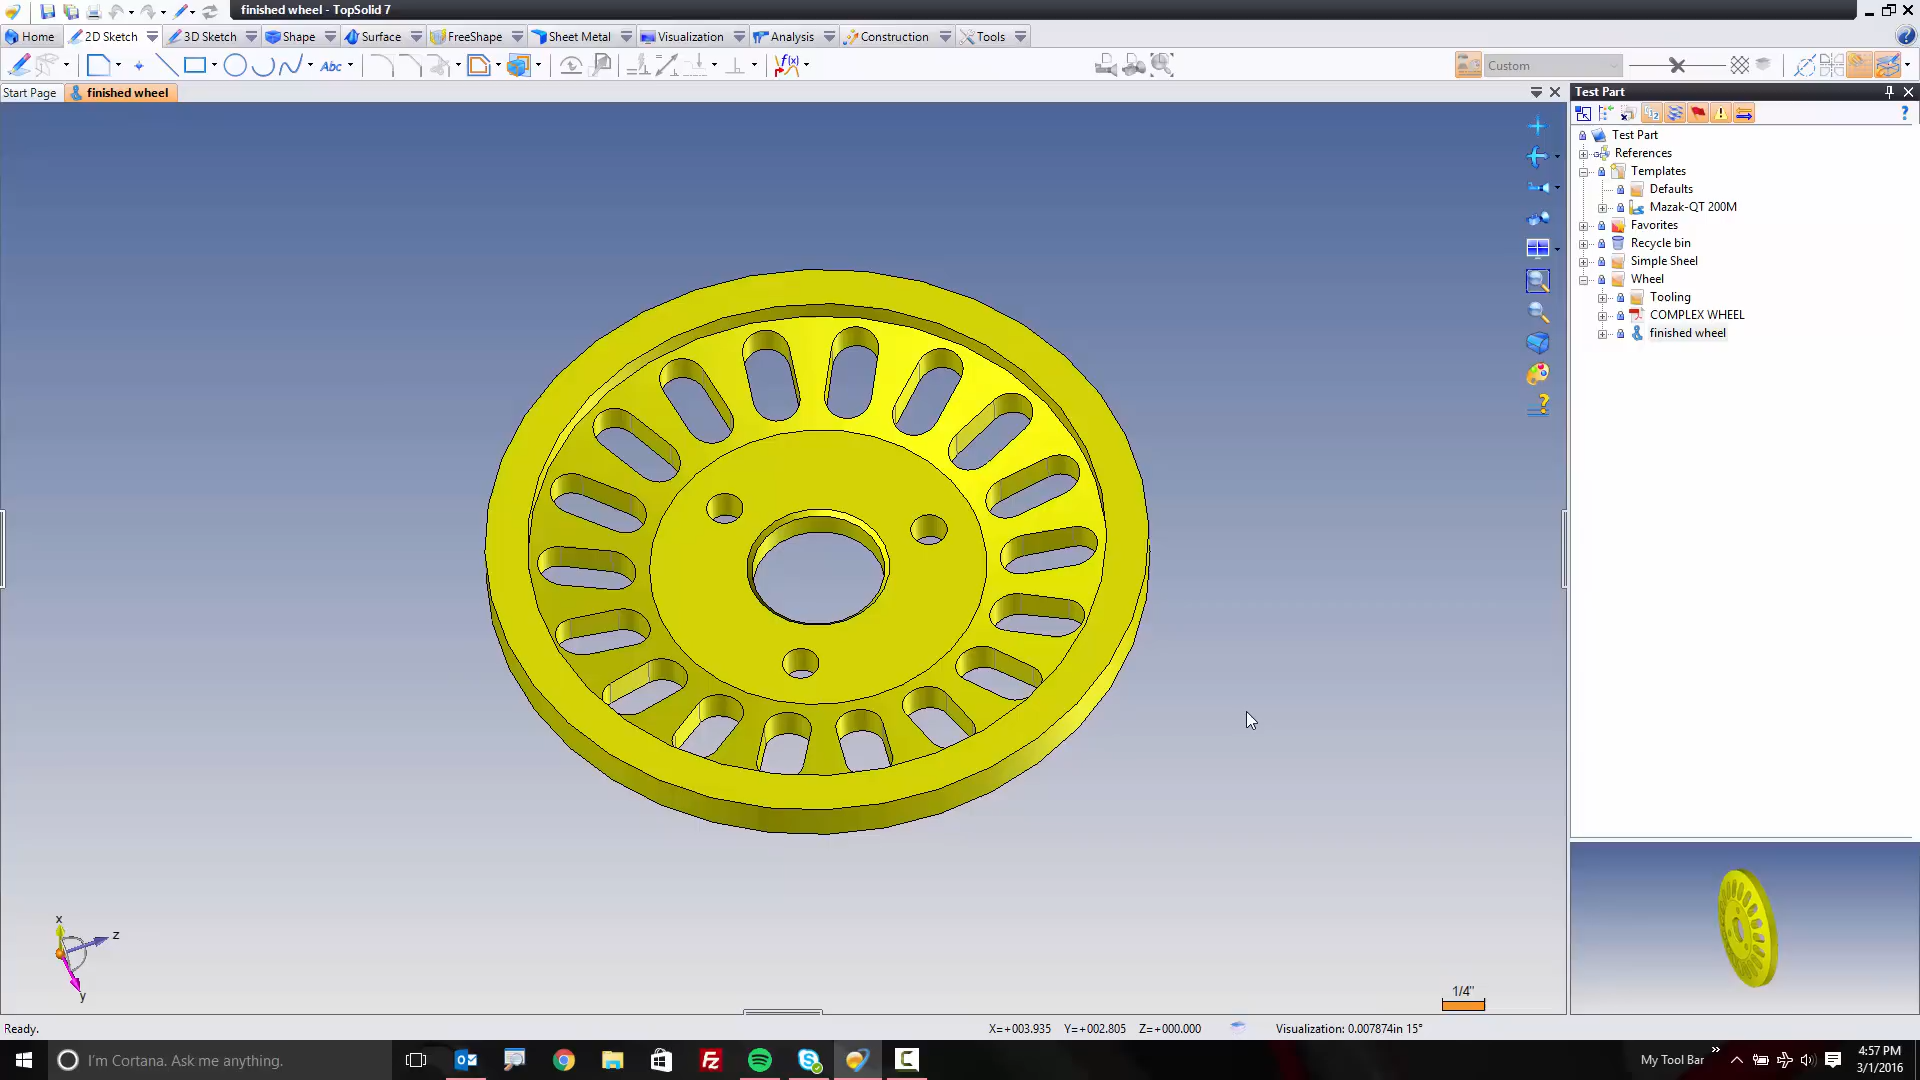 finished wheel - TopSolid 7
Home 2D Sketch 3D Sketch Shape Surface FreeShape Sheet Metal Visualization Analysis Construction Tools
Abc f(x) Custom
Start Page finished wheel
Test Part
Test Part
References
Templates
Defaults
Mazak-QT 200M
Favorites
Recycle bin
Simple Sheel
Wheel
Tooling
COMPLEX WHEEL
finished wheel
x
z
y
1/4"
Ready. X=+003.935 Y=+002.805 Z=+000.000 Visualization: 0.007874in 15°
I'm Cortana. Ask me anything. My Tool Bar 4:57 PM
3/1/2016